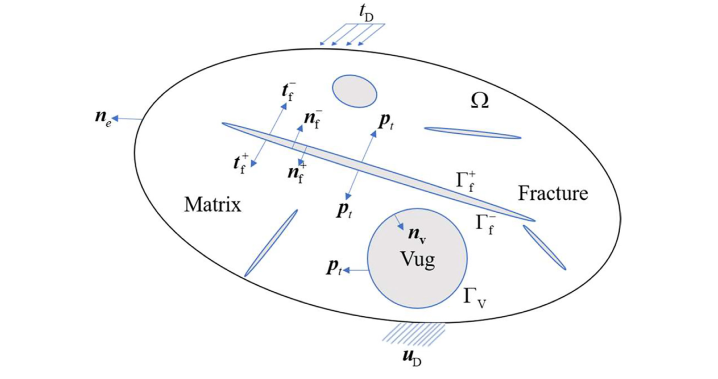 t_D
t_f^-
Ω
n_e
n_f^-
p_t
t_f^+
n_f^+
Γ_f^+
Fracture
Matrix
p_t
Γ_f^-
n_v
p_t
Vug
Γ_V
u_D